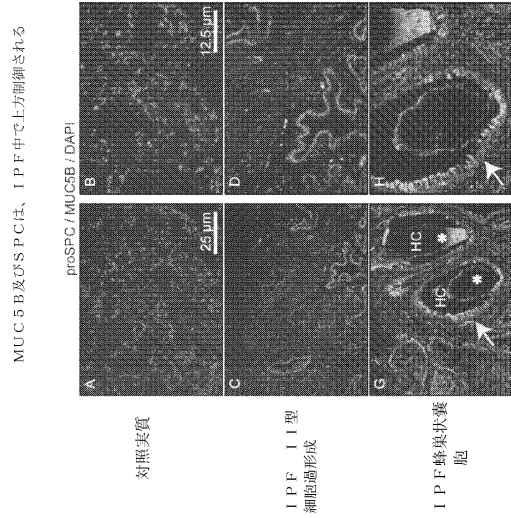 MUC5B及びSPCは、IPF中で上方制御される
proSPC / MUC5B / DAPI
対照実質
A
25 μm
B
12.5 μm
IPF II型
細胞過形成
C
D
IPF蜂巣状嚢
胞
G
HC
*
HC
*
H